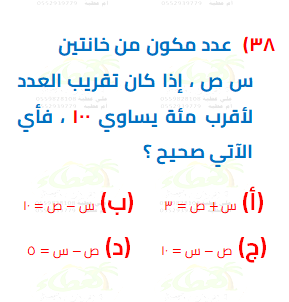 ٣٨) عدد مكون من خانتين
س ص ، إذا كان تقريب العدد
لأقرب مئة يساوي ١٠٠ ، فأي
الآتي صحيح ؟
(أ) س + ص = ٣
(ب) س – ص = ١٠
(ج) ص – س = ١٠
(د) ص – س = ٥